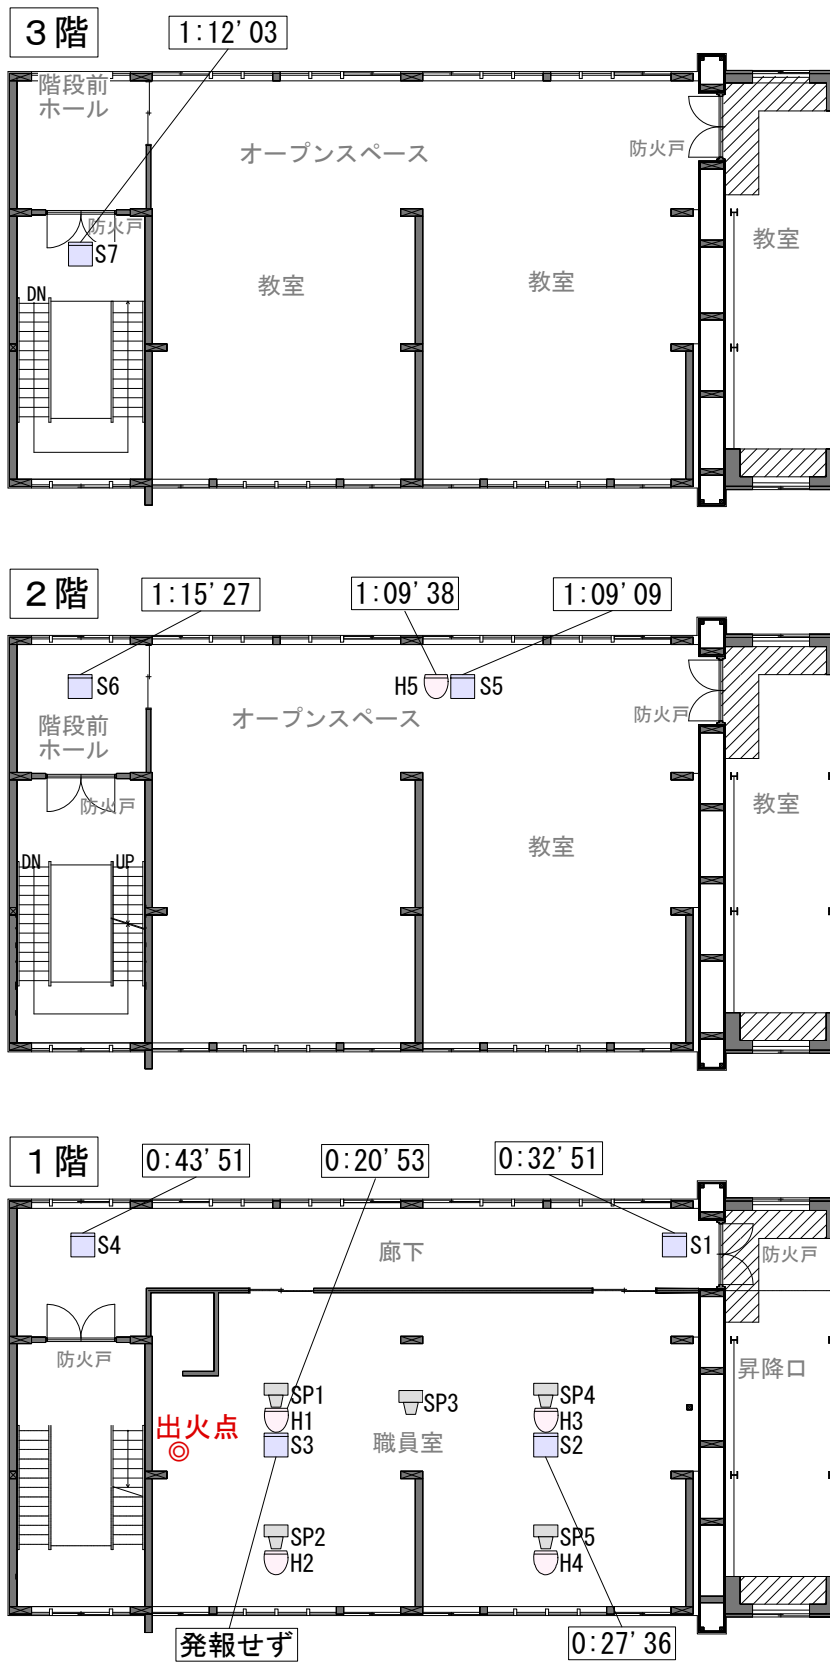 3階
1:12'03
階段前
ホール
オープンスペース
防火戸
防火戸
S7
教室
教室
教室
DN
2階
1:15'27
1:09'38
1:09'09
S6
H5
S5
階段前
ホール
オープンスペース
防火戸
防火戸
教室
教室
DN
UP
1階
0:43'51
0:20'53
0:32'51
S4
廊下
S1
防火戸
防火戸
昇降口
出火点
SP1
H1
S3
SP3
職員室
SP4
H3
S2
SP2
H2
SP5
H4
発報せず
0:27'36